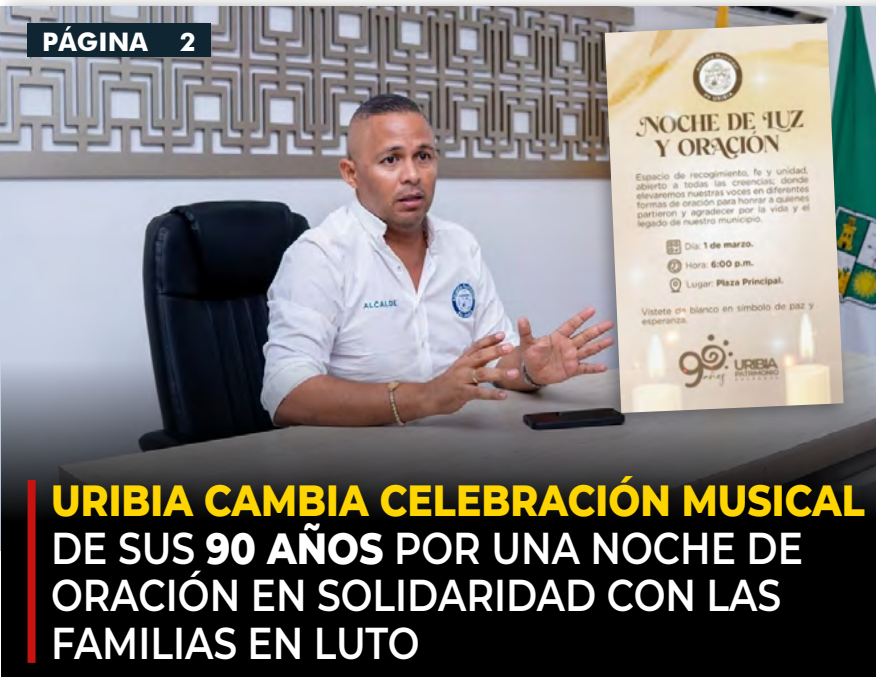 PÁGINA 2
NOCHE DE LUZ
Y ORACIÓN
Espacio de recogimiento, fe y unidad,
abierto a todas las creencias; donde
elevaremos nuestras voces en diferentes
formas de oración para honrar a quienes
partieron y agradecer por la vida y el
legado de nuestro municipio.
Día: 1 de marzo.
Hora: 6:00 p.m.
Lugar: Plaza Principal.
Vístete de blanco en símbolo de paz y
esperanza.
90 años
URIBIA
PATRIMONIO
ALCALDE
URIBIA CAMBIA CELEBRACIÓN MUSICAL
DE SUS 90 AÑOS POR UNA NOCHE DE
ORACIÓN EN SOLIDARIDAD CON LAS
FAMILIAS EN LUTO